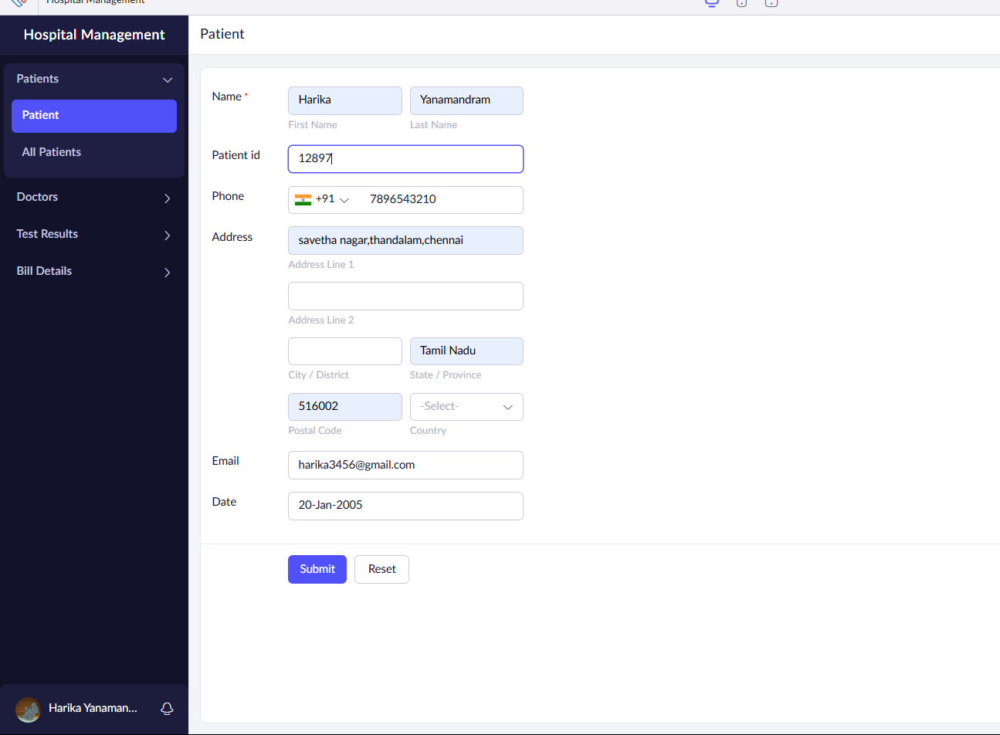 Hospital Management
Hospital Management
Patient
Patients
Patient
All Patients
Doctors
Test Results
Bill Details
Name *
Harika
Yanamandram
First Name
Last Name
Patient id
12897
Phone
+91
7896543210
Address
savetha nagar,thandalam,chennai
Address Line 1
Address Line 2
Tamil Nadu
City / District
State / Province
516002
-Select-
Postal Code
Country
Email
harika3456@gmail.com
Date
20-Jan-2005
Submit
Reset
Harika Yanaman...